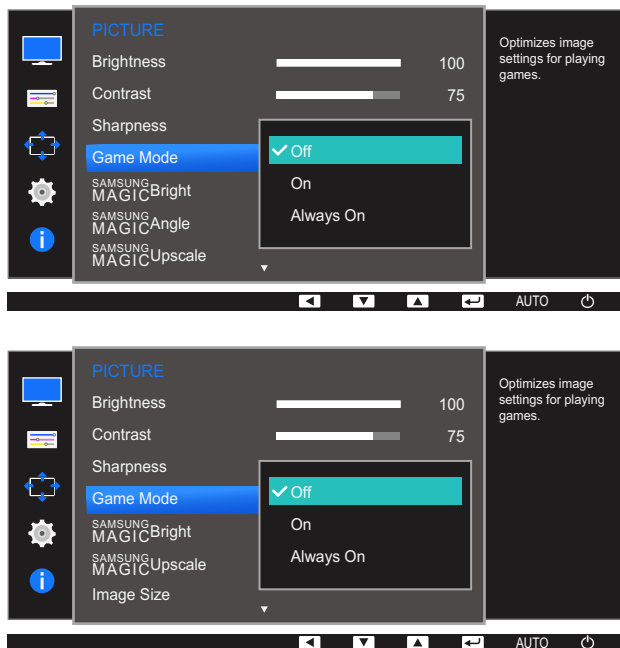 PICTURE
Brightness 100
Contrast 75
Sharpness
Game Mode
Off
On
Always On
SAMSUNG
MAGICBright
SAMSUNG
MAGICAngle
SAMSUNG
MAGICUpscale
Optimizes image
settings for playing
games.
AUTO
PICTURE
Brightness 100
Contrast 75
Sharpness
Game Mode
Off
On
Always On
SAMSUNG
MAGICBright
SAMSUNG
MAGICUpscale
Image Size
Optimizes image
settings for playing
games.
AUTO